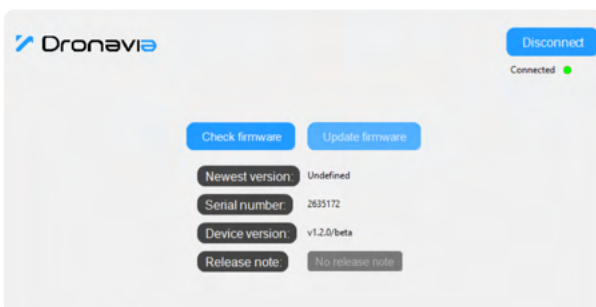 Dronavia
Disconnect
Connected
Check firmware
Update firmware
Newest version: Undefined
Serial number: 2635172
Device version: v1.2.0/beta
Release note: No release note